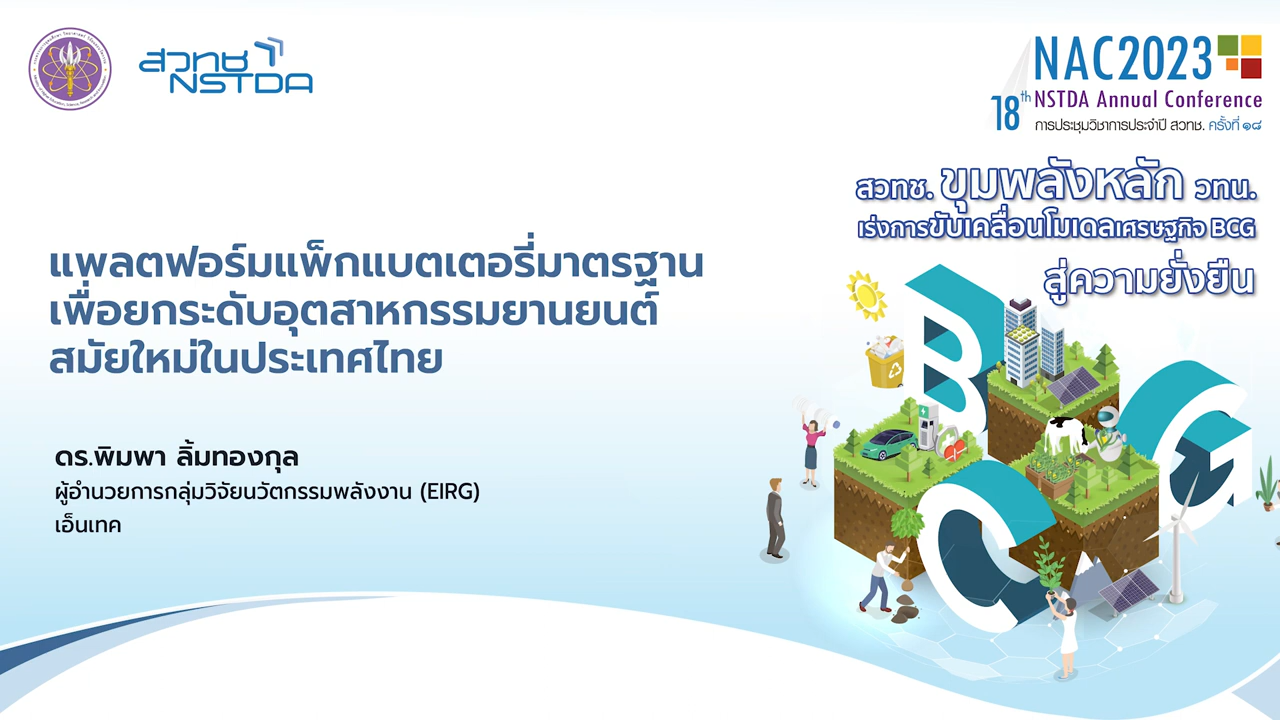 สวทช
NSTDA
NAC2023
18th NSTDA Annual Conference
การประชุมวิชาการประจำปี สวทช. ครั้งที่ ๑๘
สวทช. ขุมพลังหลัก วทน.
เร่งการขับเคลื่อนโมเดลเศรษฐกิจ BCG
สู่ความยั่งยืน
แพลตฟอร์มแพ็กแบตเตอรี่มาตรฐาน
เพื่อยกระดับอุตสาหกรรมยานยนต์
สมัยใหม่ในประเทศไทย
ดร.พิมพา ลิ้มทองกุล
ผู้อำนวยการกลุ่มวิจัยนวัตกรรมพลังงาน (EIRG)
เอ็นเทค
BCG